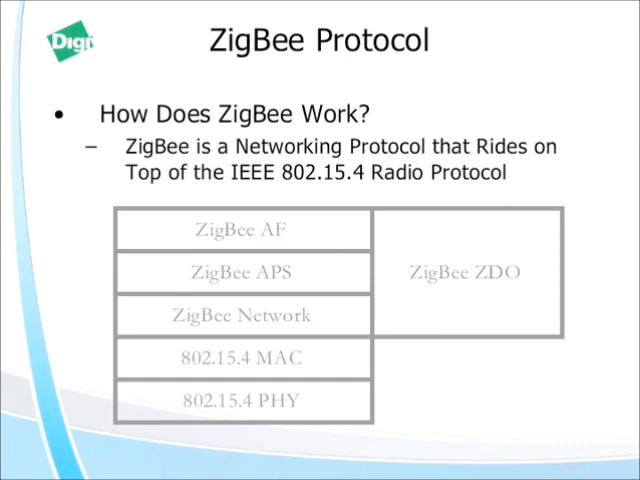 Digi
ZigBee Protocol
• How Does ZigBee Work?
– ZigBee is a Networking Protocol that Rides on
Top of the IEEE 802.15.4 Radio Protocol
ZigBee AF
ZigBee APS
ZigBee ZDO
ZigBee Network
802.15.4 MAC
802.15.4 PHY